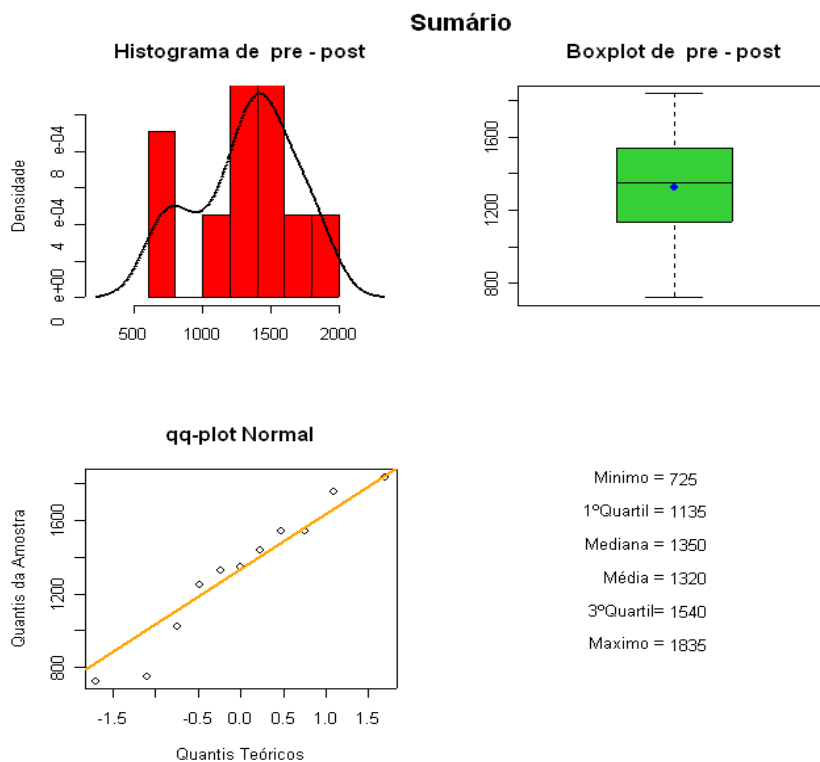 Sumário
Histograma de pre - post
Densidade
e+00
4
e-04
8
e-04
0
500
1000
1500
2000
Boxplot de pre - post
800
1200
1600
qq-plot Normal
Quantis da Amostra
800
1200
1600
-1.5
-0.5
0.0
0.5
1.0
1.5
Quantis Teóricos
Minimo = 725
1ºQuartil = 1135
Mediana = 1350
Média = 1320
3ºQuartil= 1540
Maximo = 1835